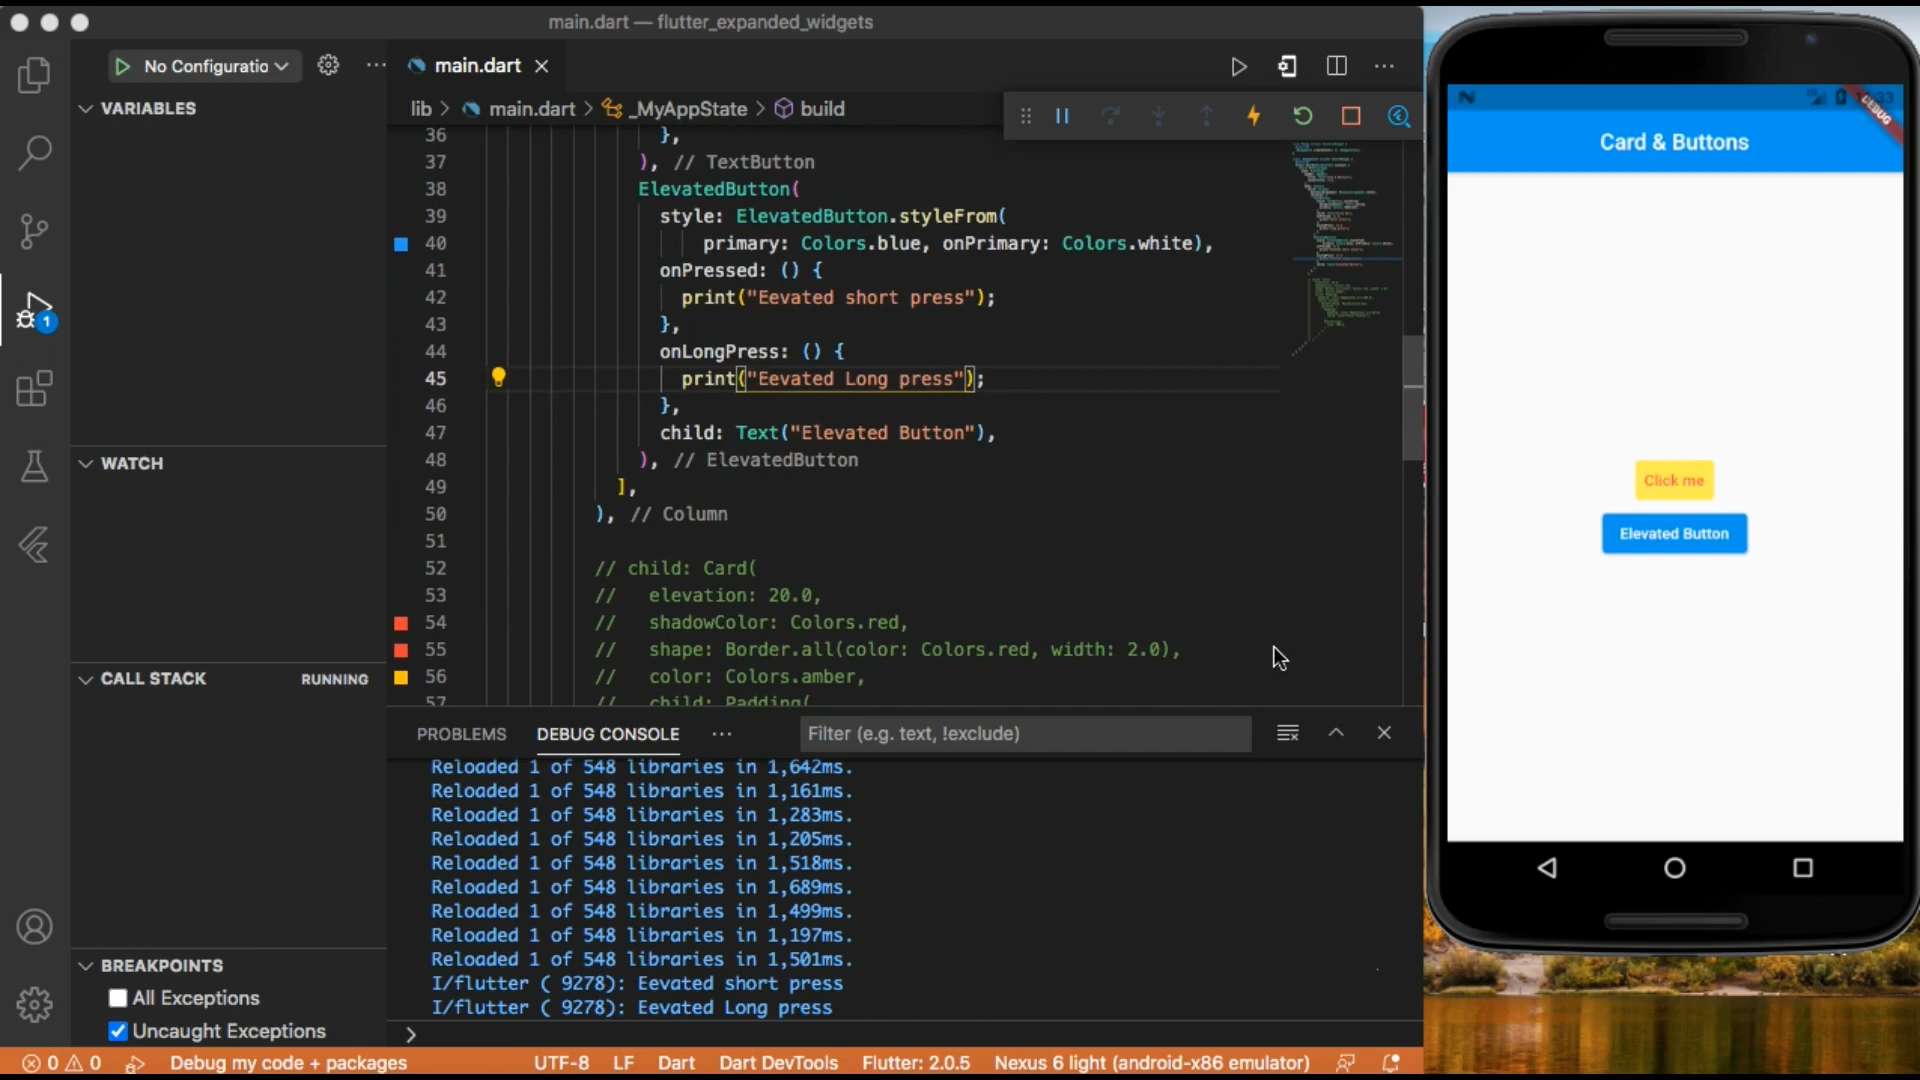 main.dart — flutter_expanded_widgets
No Configuratio
main.dart
lib > main.dart > _MyAppState > build
VARIABLES
36 },
37 ), // TextButton
38 ElevatedButton(
39 style: ElevatedButton.styleFrom(
40 primary: Colors.blue, onPrimary: Colors.white),
41 onPressed: () {
42 print("Eevated short press");
43 },
44 onLongPress: () {
45 print("Eevated Long press");
46 },
47 child: Text("Elevated Button"),
48 ), // ElevatedButton
49 ],
50 ), // Column
51
52 // child: Card(
53 // elevation: 20.0,
54 // shadowColor: Colors.red,
55 // shape: Border.all(color: Colors.red, width: 2.0),
56 // color: Colors.amber,
57 // child: Padding(
1
WATCH
CALL STACK RUNNING
BREAKPOINTS
All Exceptions
Uncaught Exceptions
PROBLEMS DEBUG CONSOLE
Filter (e.g. text, !exclude)
Reloaded 1 of 548 libraries in 1,642ms.
Reloaded 1 of 548 libraries in 1,161ms.
Reloaded 1 of 548 libraries in 1,283ms.
Reloaded 1 of 548 libraries in 1,205ms.
Reloaded 1 of 548 libraries in 1,518ms.
Reloaded 1 of 548 libraries in 1,689ms.
Reloaded 1 of 548 libraries in 1,499ms.
Reloaded 1 of 548 libraries in 1,197ms.
Reloaded 1 of 548 libraries in 1,501ms.
I/flutter ( 9278): Eevated short press
I/flutter ( 9278): Eevated Long press
>
0 0 Debug my code + packages UTF-8 LF Dart Dart DevTools Flutter: 2.0.5 Nexus 6 light (android-x86 emulator)
DEBUG
Card & Buttons
Click me
Elevated Button